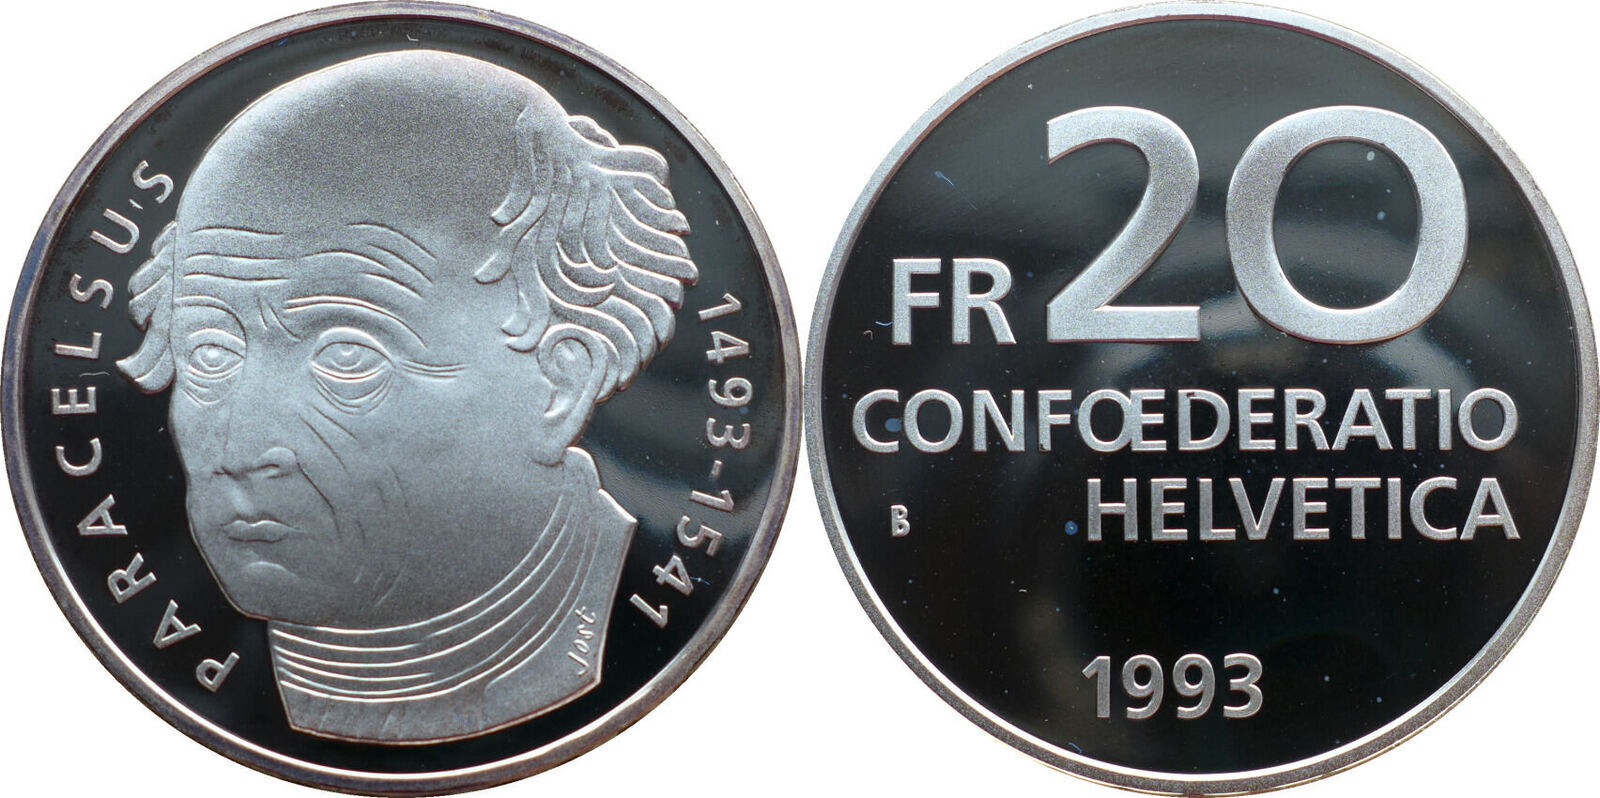 PARACELSUS
1493-1541
jost
FR 20
CONFŒDERATIO
HELVETICA
B
1993